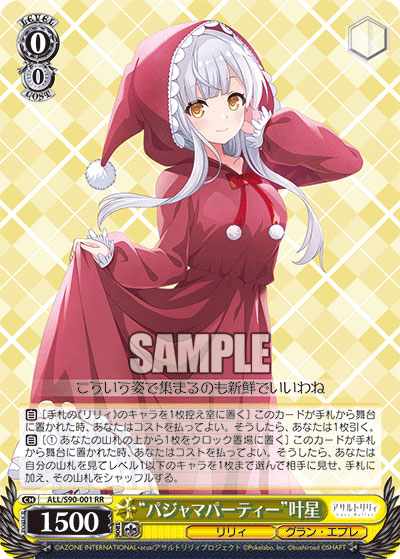 LEVEL
0
0
COST
SAMPLE
こういう姿で集まるのも新鮮でいいわね
自 [手札の《リリィ》のキャラを1枚控え室に置く] このカードが手札から舞台
に置かれた時、あなたはコストを払ってよい。そうしたら、あなたは1枚引く。
自 [① あなたの山札の上から1枚をクロック置場に置く] このカードが手札か
ら舞台に置かれた時、あなたはコストを払ってよい。そうしたら、あなたは
自分の山札を見てレベル1以下のキャラを1枚まで選んで相手に見せ、手札に
加え、その山札をシャッフルする。
CH ALL/S90-001 RR
1500
“パジャマパーティー”叶星
アサルトリリィ
リリィ
グラン・エプレ
©AZONE INTERNATIONAL・acus/アサルトリリィプロジェクト ©Pokelabo, Inc. ©bushiroad ©SHAFT